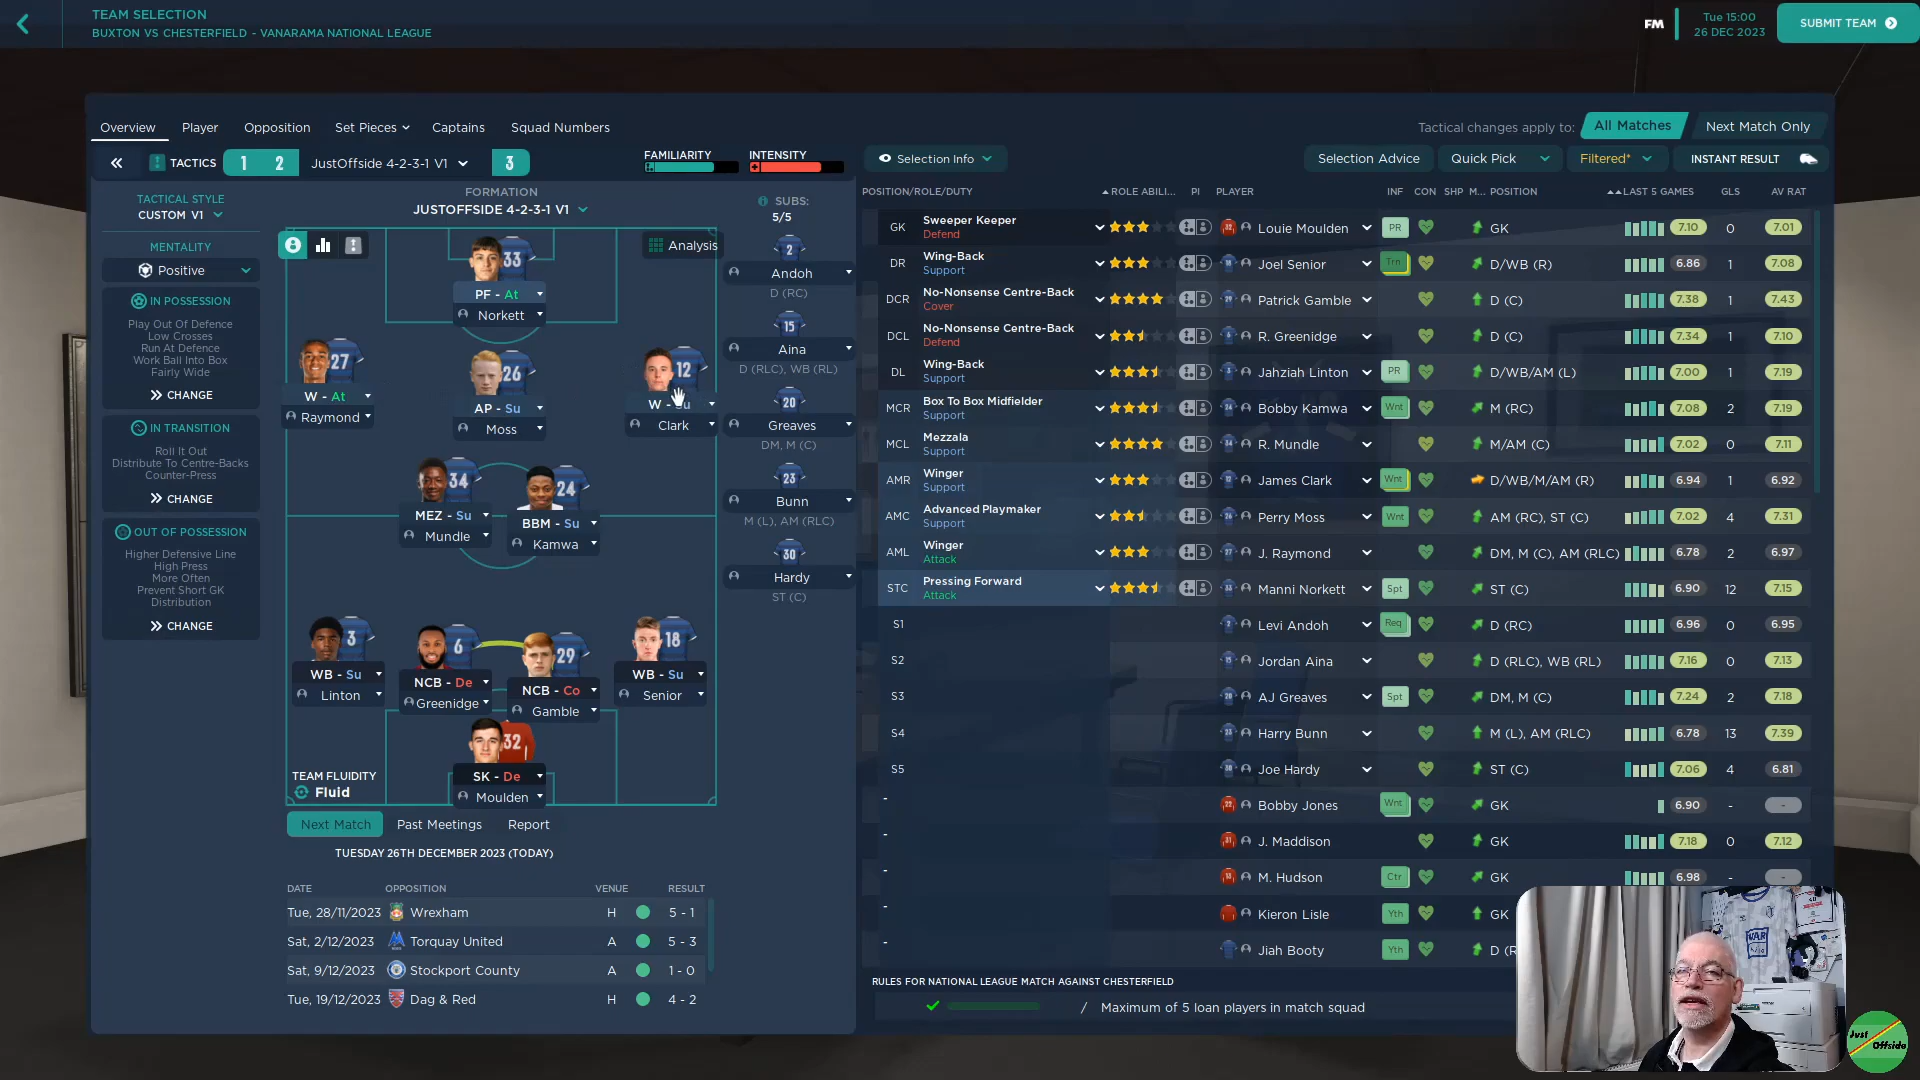 TEAM SELECTION
BUXTON VS CHESTERFIELD - VANARAMA NATIONAL LEAGUE
FM
Tue 15:00
26 DEC 2023
SUBMIT TEAM
Overview
Player
Opposition
Set Pieces
Captains
Squad Numbers
Tactical changes apply to:
All Matches
Next Match Only
TACTICS
1
2
JustOffside 4-2-3-1 V1
3
FAMILIARITY
INTENSITY
Selection Info
Selection Advice
Quick Pick
Filtered*
INSTANT RESULT
TACTICAL STYLE
CUSTOM V1
MENTALITY
Positive
IN POSSESSION
Play Out Of Defence
Low Crosses
Run At Defence
Work Ball Into Box
Fairly Wide
CHANGE
IN TRANSITION
Roll It Out
Distribute To Centre-Backs
Counter-Press
CHANGE
OUT OF POSSESSION
Higher Defensive Line
High Press
More Often
Prevent Short GK
Distribution
CHANGE
FORMATION
JUSTOFFSIDE 4-2-3-1 V1
Analysis
33
PF - At
Norkett
27
W - At
Raymond
26
AP - Su
Moss
12
W - Su
Clark
34
MEZ - Su
Mundle
24
BBM - Su
Kamwa
3
WB - Su
Linton
6
NCB - De
Greenidge
29
NCB - Co
Gamble
18
WB - Su
Senior
32
SK - De
Moulden
TEAM FLUIDITY
Fluid
SUBS:
5/5
2
Andoh
D (RC)
15
Aina
D (RLC), WB (RL)
20
Greaves
DM, M (C)
23
Bunn
M (L), AM (RLC)
30
Hardy
ST (C)
Next Match
Past Meetings
Report
TUESDAY 26TH DECEMBER 2023 (TODAY)
DATE OPPOSITION VENUE RESULT
Tue, 28/11/2023 Wrexham H 5 - 1
Sat, 2/12/2023 Torquay United A 5 - 3
Sat, 9/12/2023 Stockport County A 1 - 0
Tue, 19/12/2023 Dag & Red H 4 - 2
POSITION/ROLE/DUTY ROLE ABILI... PI PLAYER INF CON SHP M... POSITION LAST 5 GAMES GLS AV RAT
GK Sweeper Keeper Defend Louie Moulden PR GK 7.10 0 7.01
DR Wing-Back Support Joel Senior Trn D/WB (R) 6.86 1 7.08
DCR No-Nonsense Centre-Back Cover Patrick Gamble D (C) 7.38 1 7.43
DCL No-Nonsense Centre-Back Defend R. Greenidge D (C) 7.34 1 7.10
DL Wing-Back Support Jahziah Linton PR D/WB/AM (L) 7.00 1 7.19
MCR Box To Box Midfielder Support Bobby Kamwa Wnt M (RC) 7.08 2 7.19
MCL Mezzala Support R. Mundle M/AM (C) 7.02 0 7.11
AMR Winger Support James Clark Wnt D/WB/M/AM (R) 6.94 1 6.92
AMC Advanced Playmaker Support Perry Moss Wnt AM (RC), ST (C) 7.02 4 7.31
AML Winger Attack J. Raymond DM, M (C), AM (RLC) 6.78 2 6.97
STC Pressing Forward Attack Manni Norkett Spt ST (C) 6.90 12 7.15
S1 Levi Andoh Req D (RC) 6.96 0 6.95
S2 Jordan Aina D (RLC), WB (RL) 7.16 0 7.13
S3 AJ Greaves Spt DM, M (C) 7.24 2 7.18
S4 Harry Bunn M (L), AM (RLC) 6.78 13 7.39
S5 Joe Hardy ST (C) 7.06 4 6.81
- Bobby Jones Wnt GK 6.90 - -
- J. Maddison GK 7.18 0 7.12
- M. Hudson Ctr GK 6.98 - -
- Kieron Lisle Yth GK
- Jiah Booty Yth
RULES FOR NATIONAL LEAGUE MATCH AGAINST CHESTERFIELD
/ Maximum of 5 loan players in match squad
VAR
Just
Offside